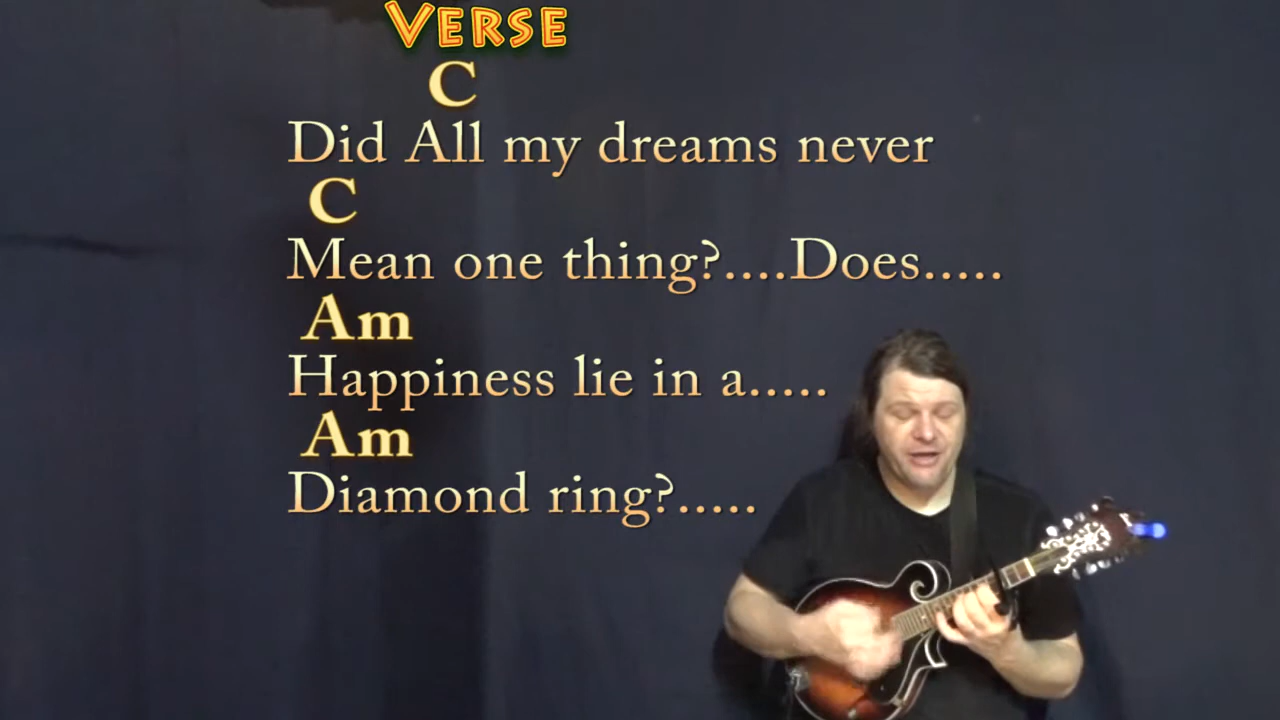 VERSE
C
Did All my dreams never
C
Mean one thing?....Does.....
Am
Happiness lie in a.....
Am
Diamond ring?.....